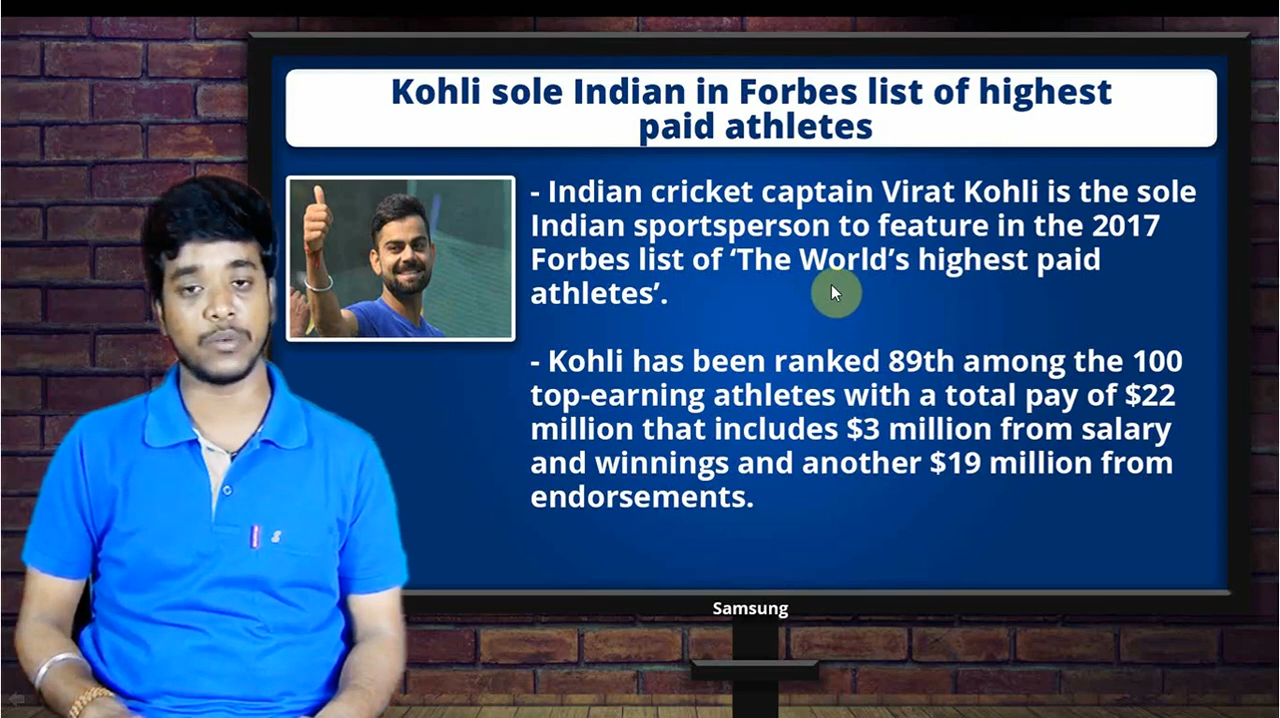 Kohli sole Indian in Forbes list of highest
paid athletes
- Indian cricket captain Virat Kohli is the sole
Indian sportsperson to feature in the 2017
Forbes list of ‘The World’s highest paid
athletes’.
- Kohli has been ranked 89th among the 100
top-earning athletes with a total pay of $22
million that includes $3 million from salary
and winnings and another $19 million from
endorsements.
Samsung